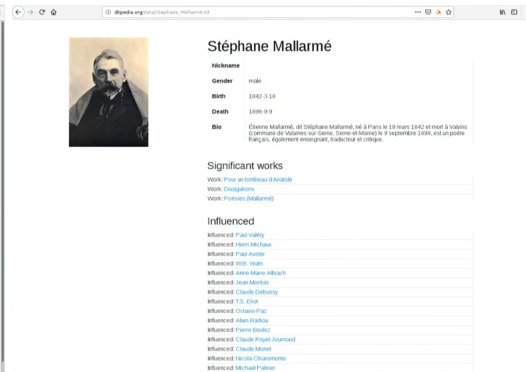 dbpedia.org/data/Stéphane_Mallarmé.rdf
Stéphane Mallarmé
Nickname
Gender male
Birth 1842-3-18
Death 1898-9-9
Bio Étienne Mallarmé, dit Stéphane Mallarmé, né à Paris le 18 mars 1842 et mort à Valvins
(commune de Vulaines-sur-Seine, Seine-et-Marne) le 9 septembre 1898, est un poète
français, également enseignant, traducteur et critique.
Significant works
Work: Pour un tombeau d'Anatole
Work: Divagations
Work: Poésies (Mallarmé)
Influenced
Influenced: Paul Valéry
Influenced: Henri Michaux
Influenced: Paul Auster
Influenced: W.B. Yeats
Influenced: Anne-Marie Albiach
Influenced: Jean Moréas
Influenced: Claude Debussy
Influenced: T.S. Eliot
Influenced: Octavio Paz
Influenced: Alain Badiou
Influenced: Pierre Boulez
Influenced: Claude Royet-Journoud
Influenced: Claude Monet
Influenced: Nicola Chiaromonte
Influenced: Michael Palmer